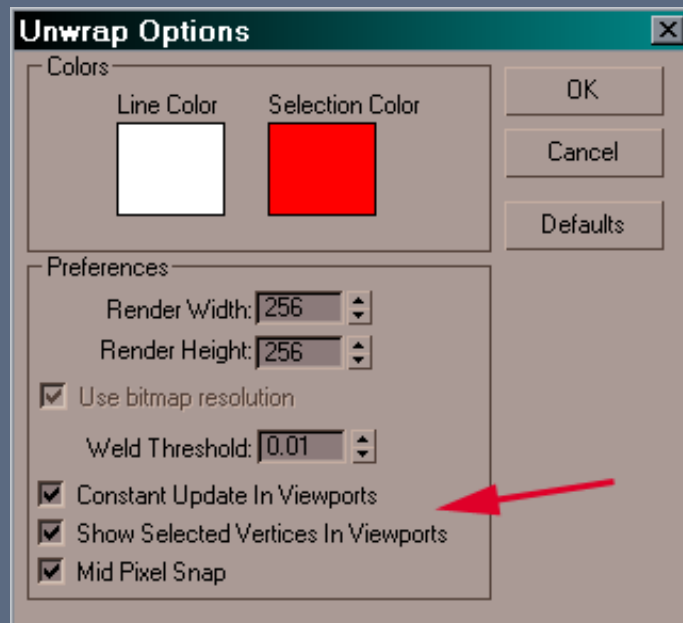 Unwrap Options
Colors
Line Color
Selection Color
OK
Cancel
Defaults
Preferences
Render Width: 256
Render Height: 256
Use bitmap resolution
Weld Threshold: 0.01
Constant Update In Viewports
Show Selected Vertices In Viewports
Mid Pixel Snap